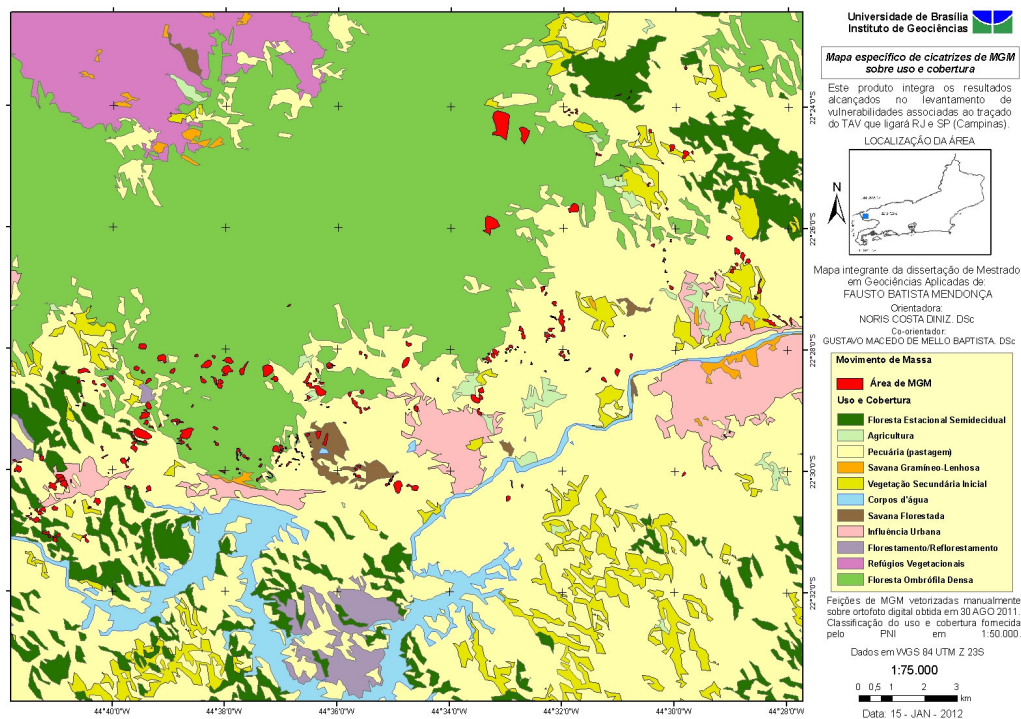 Universidade de Brasília
Instituto de Geociências
Mapa específico de cicatrizes de MGM
sobre uso e cobertura
Este produto integra os resultados
alcançados no levantamento de
vulnerabilidades associadas ao traçado
do TAV que ligará RJ e SP (Campinas).
LOCALIZAÇÃO DA ÁREA
N
Mapa integrante da dissertação de Mestrado
em Geociências Aplicadas de:
FAUSTO BATISTA MENDONÇA
Orientadora:
NORIS COSTA DINIZ. DSc
Co-orientador:
GUSTAVO MACEDO DE MELLO BAPTISTA. DSc
Movimento de Massa
Área de MGM
Uso e Cobertura
Floresta Estacional Semidecidual
Agricultura
Pecuária (pastagem)
Savana Gramíneo-Lenhosa
Vegetação Secundária Inicial
Corpos d'água
Savana Florestada
Influência Urbana
Florestamento/Reflorestamento
Refúgios Vegetacionais
Floresta Ombrófila Densa
Feições de MGM vetorizadas manualmente
sobre ortofoto digital obtida em 30 AGO 2011.
Classificação do uso e cobertura fornecida
pelo PNI em 1:50.000.
Dados em WGS 84 UTM Z 23S
1:75.000
0 0,5 1 2 3
km
Data: 15 - JAN - 2012
22°24'0"S
22°26'0"S
22°28'0"S
22°30'0"S
22°32'0"S
44°40'0"W 44°38'0"W 44°36'0"W 44°34'0"W 44°32'0"W 44°30'0"W 44°28'0"W